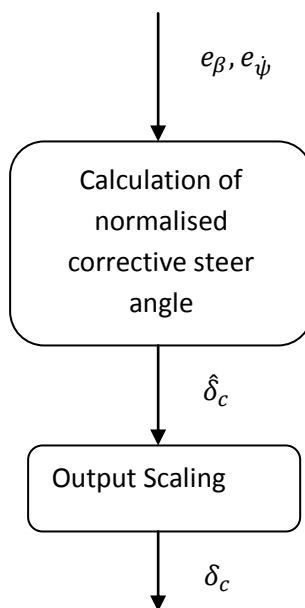 e_β, e_ψ̇
Calculation of
normalised
corrective steer
angle
δ̂_c
Output Scaling
δ_c